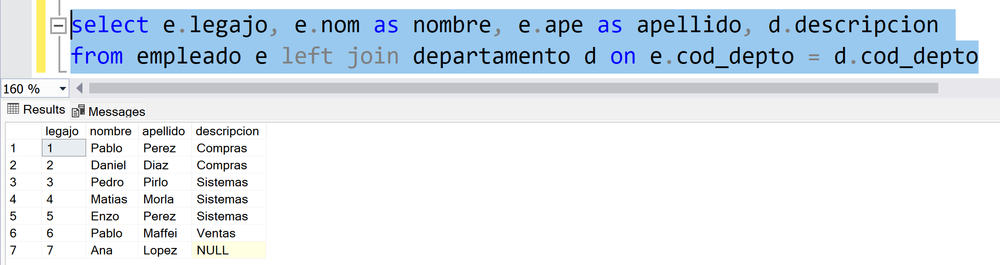 select e.legajo, e.nom as nombre, e.ape as apellido, d.descripcion
from empleado e left join departamento d on e.cod_depto = d.cod_depto
160 %
Results Messages
legajo nombre apellido descripcion
1 1 Pablo Perez Compras
2 2 Daniel Diaz Compras
3 3 Pedro Pirlo Sistemas
4 4 Matias Morla Sistemas
5 5 Enzo Perez Sistemas
6 6 Pablo Maffei Ventas
7 7 Ana Lopez NULL